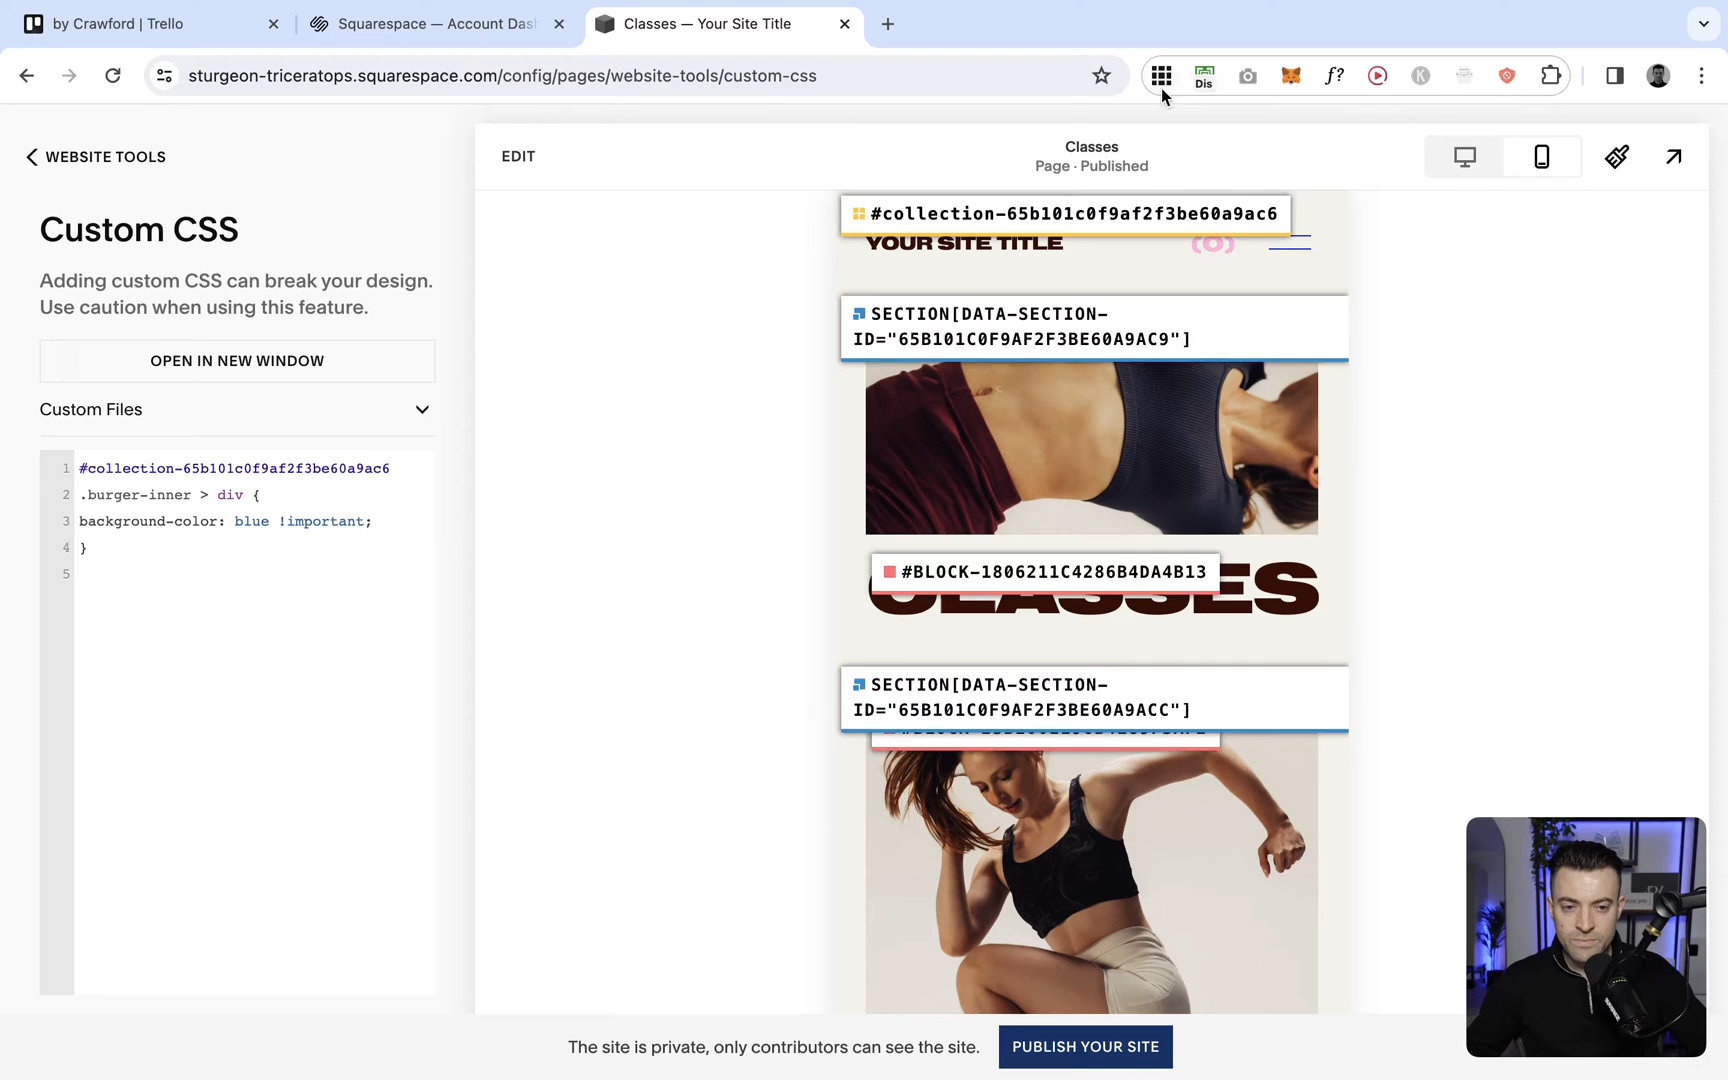 by Crawford | Trello
Squarespace — Account Das
Classes — Your Site Title
sturgeon-triceratops.squarespace.com/config/pages/website-tools/custom-css
Dis
f?
K
WEBSITE TOOLS
EDIT
Classes
Page · Published
Custom CSS
Adding custom CSS can break your design.
Use caution when using this feature.
OPEN IN NEW WINDOW
Custom Files
1 #collection-65b101c0f9af2f3be60a9ac6
2 .burger-inner > div {
3 background-color: blue !important;
4 }
5
#collection-65b101c0f9af2f3be60a9ac6
YOUR SITE TITLE
(0)
SECTION[DATA-SECTION-
ID="65B101C0F9AF2F3BE60A9AC9"]
#BLOCK-1806211C4286B4DA4B13
CLASSES
SECTION[DATA-SECTION-
ID="65B101C0F9AF2F3BE60A9ACC"]
The site is private, only contributors can see the site.
PUBLISH YOUR SITE